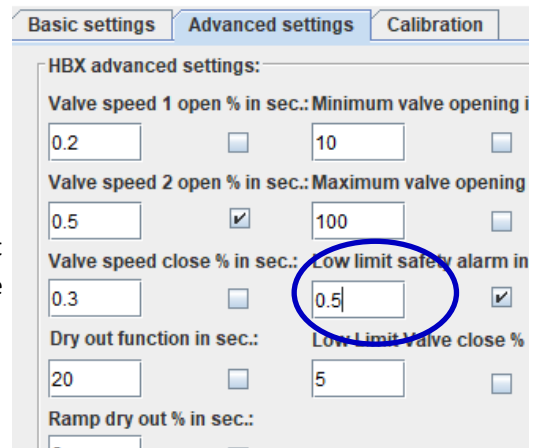 Basic settings Advanced settings Calibration
HBX advanced settings:
Valve speed 1 open % in sec.: Minimum valve opening i
0.2 10
Valve speed 2 open % in sec.: Maximum valve opening
0.5 100
Valve speed close % in sec.: Low limit safety alarm in
0.3 0.5
Dry out function in sec.: Low Limit Valve close %
20 5
Ramp dry out % in sec.: